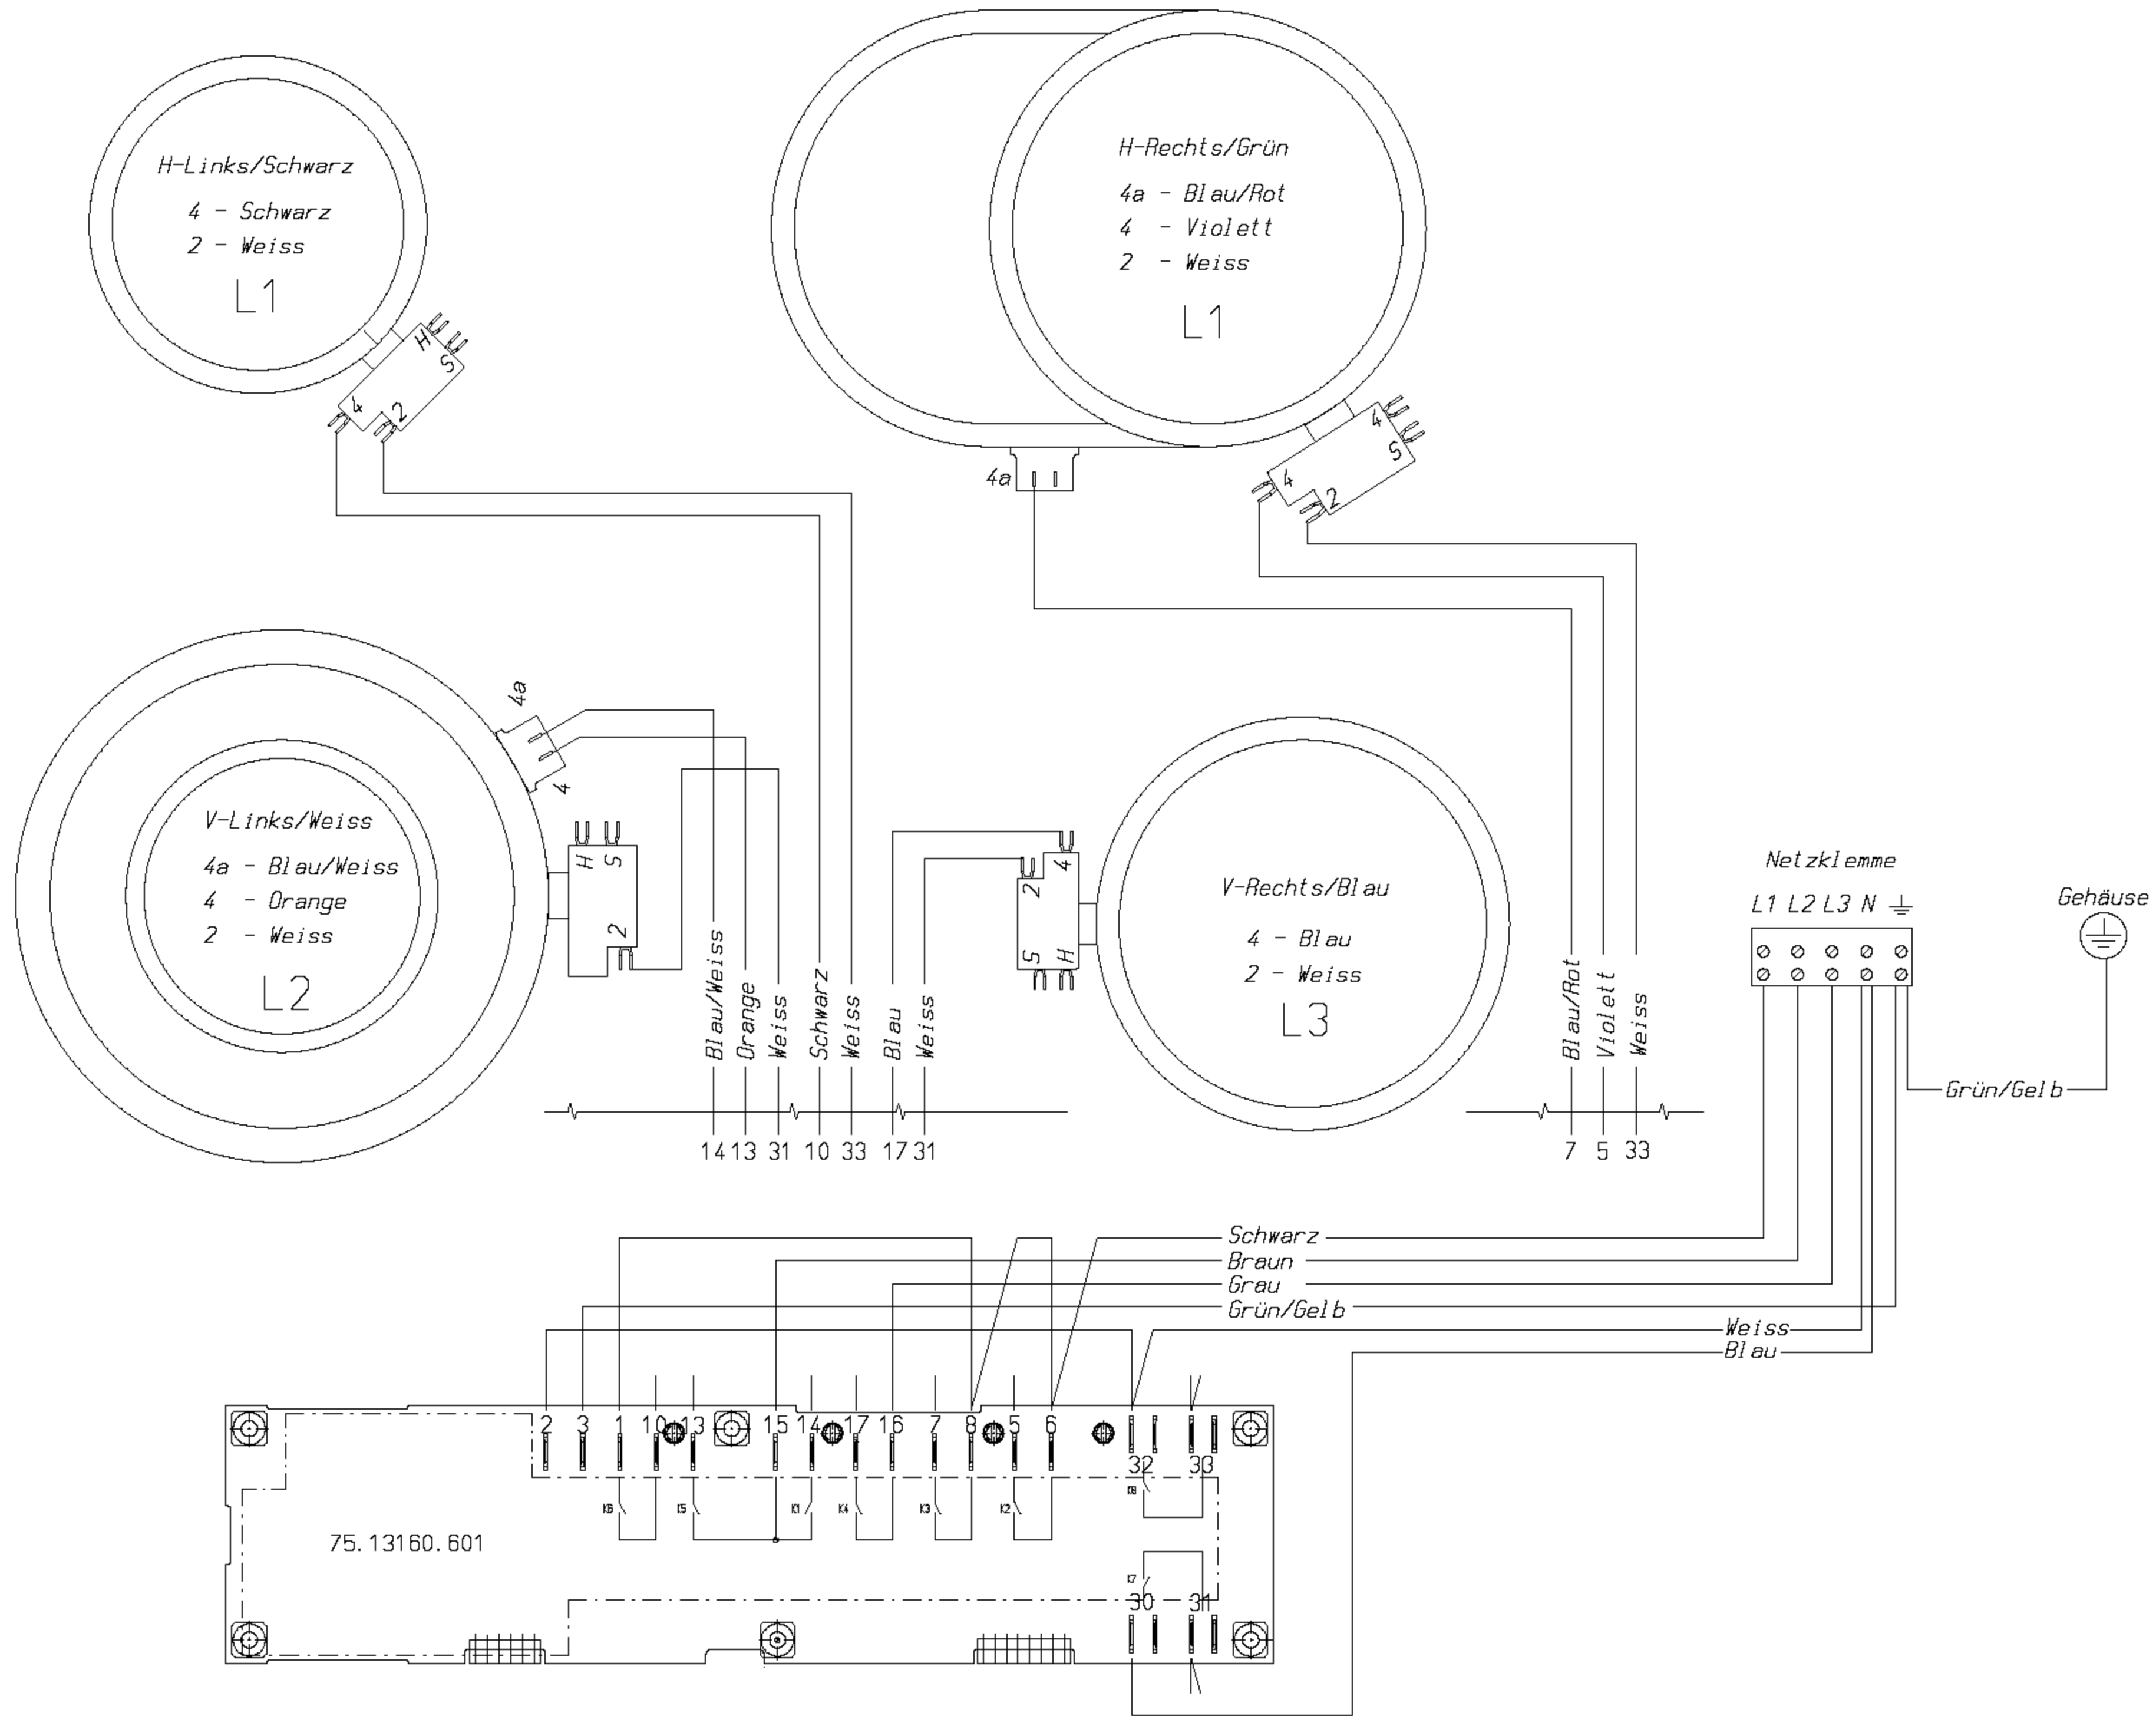 H-Links/Schwarz
4 - Schwarz
2 - Weiss
L1
H
S
4
2
H-Rechts/Grün
4a - Blau/Rot
4 - Violett
2 - Weiss
L1
4a
4
S
4
2
V-Links/Weiss
4a - Blau/Weiss
4 - Orange
2 - Weiss
L2
4a
4
H
S
2
V-Rechts/Blau
4 - Blau
2 - Weiss
L3
2
4
S
H
Netzklemme
L1 L2 L3 N
Gehäuse
Grün/Gelb
Blau/Weiss
Orange
Weiss
Schwarz
Weiss
Blau
Weiss
Blau/Rot
Violett
Weiss
14 13 31 10 33 17 31
7 5 33
Schwarz
Braun
Grau
Grün/Gelb
Weiss
Blau
2 3 1 10 13 15 14 17 16 7 8 5 6
32 33
K6 K5 K1 K4 K3 K2 K8
75.13160.601
K7
30 31